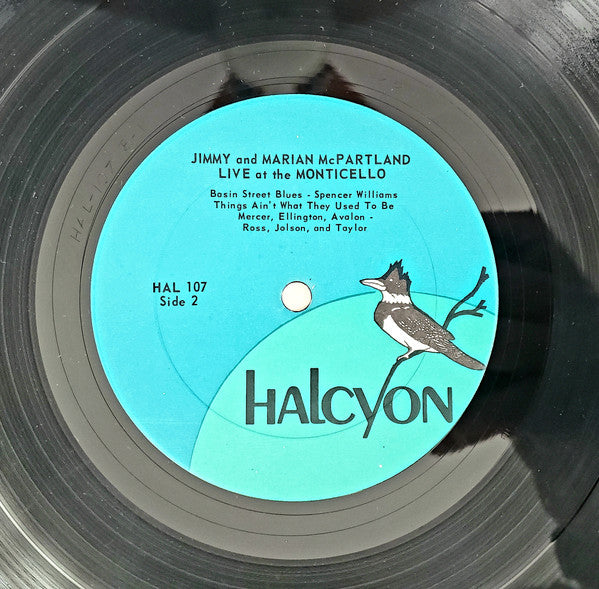 JIMMY and MARIAN McPARTLAND
LIVE at the MONTICELLO
Basin Street Blues - Spencer Williams
Things Ain't What They Used To Be
Mercer, Ellington, Avalon -
Ross, Jolson, and Taylor
HAL 107
Side 2
HALCYON